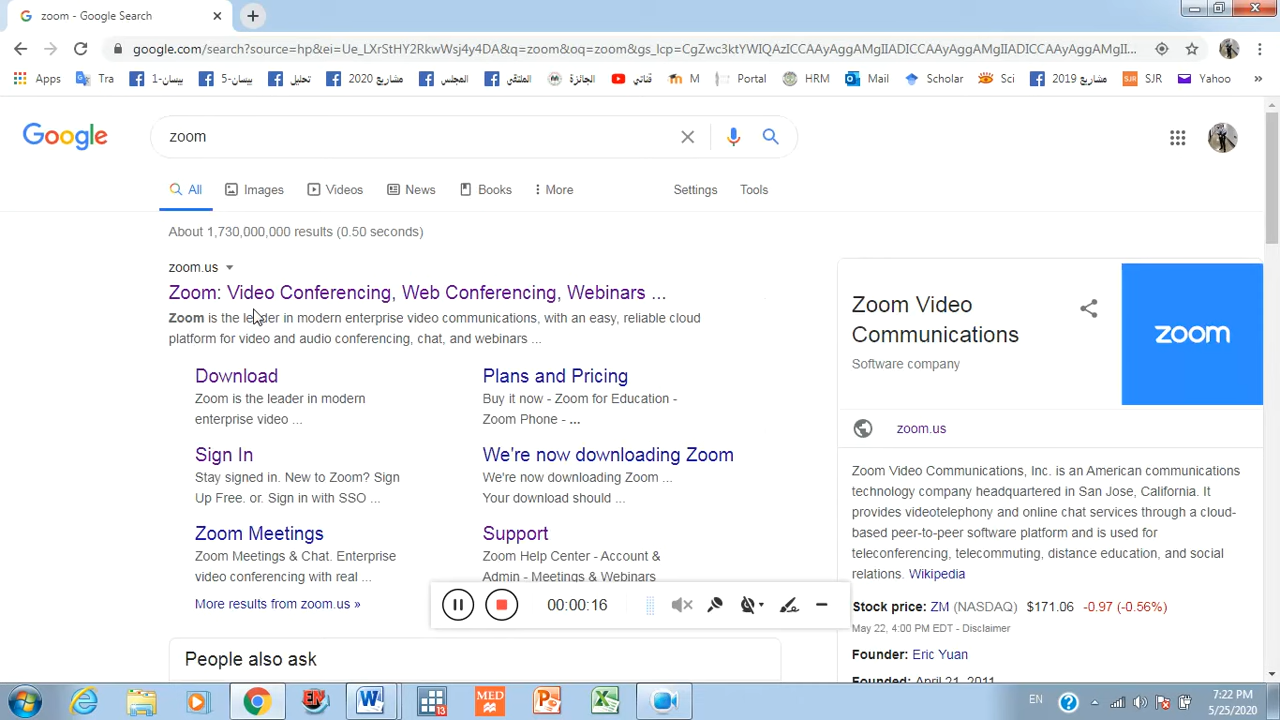 zoom - Google Search
google.com/search?source=hp&ei=Ue_LXrStHY2RkwWsj4y4DA&q=zoom&oq=zoom&gs_lcp=CgZwc3ktYWIQAzICCAAyAggAMgIIADICCAAyAggAMgIIADICCAAyAggAMgIIADICCAAyAggAMgII...
Apps Tra بيسان-1 بيسان-5 تحليل مشاريع 2020 المجلس الملتقى الجائزة قناتي M Portal HRM Mail Scholar Sci مشاريع 2019 SJR SJR Yahoo »
Google
zoom
All Images Videos News Books More Settings Tools
About 1,730,000,000 results (0.50 seconds)
zoom.us
Zoom: Video Conferencing, Web Conferencing, Webinars ...
Zoom is the leader in modern enterprise video communications, with an easy, reliable cloud
platform for video and audio conferencing, chat, and webinars ...
Download
Zoom is the leader in modern
enterprise video ...
Plans and Pricing
Buy it now - Zoom for Education -
Zoom Phone - ...
Sign In
Stay signed in. New to Zoom? Sign
Up Free. or. Sign in with SSO ...
We're now downloading Zoom
We're now downloading Zoom ...
Your download should ...
Zoom Meetings
Zoom Meetings & Chat. Enterprise
video conferencing with real ...
Support
Zoom Help Center - Account &
Admin - Meetings & Webinars
More results from zoom.us »
00:00:16
People also ask
Zoom Video
Communications
Software company
zoom
zoom.us
Zoom Video Communications, Inc. is an American communications
technology company headquartered in San Jose, California. It
provides videotelephony and online chat services through a cloud-
based peer-to-peer software platform and is used for
teleconferencing, telecommuting, distance education, and social
relations. Wikipedia
Stock price: ZM (NASDAQ) $171.06 -0.97 (-0.56%)
May 22, 4:00 PM EDT - Disclaimer
Founder: Eric Yuan
Founded: April 21, 2011
13
MED
EN
7:22 PM
5/25/2020